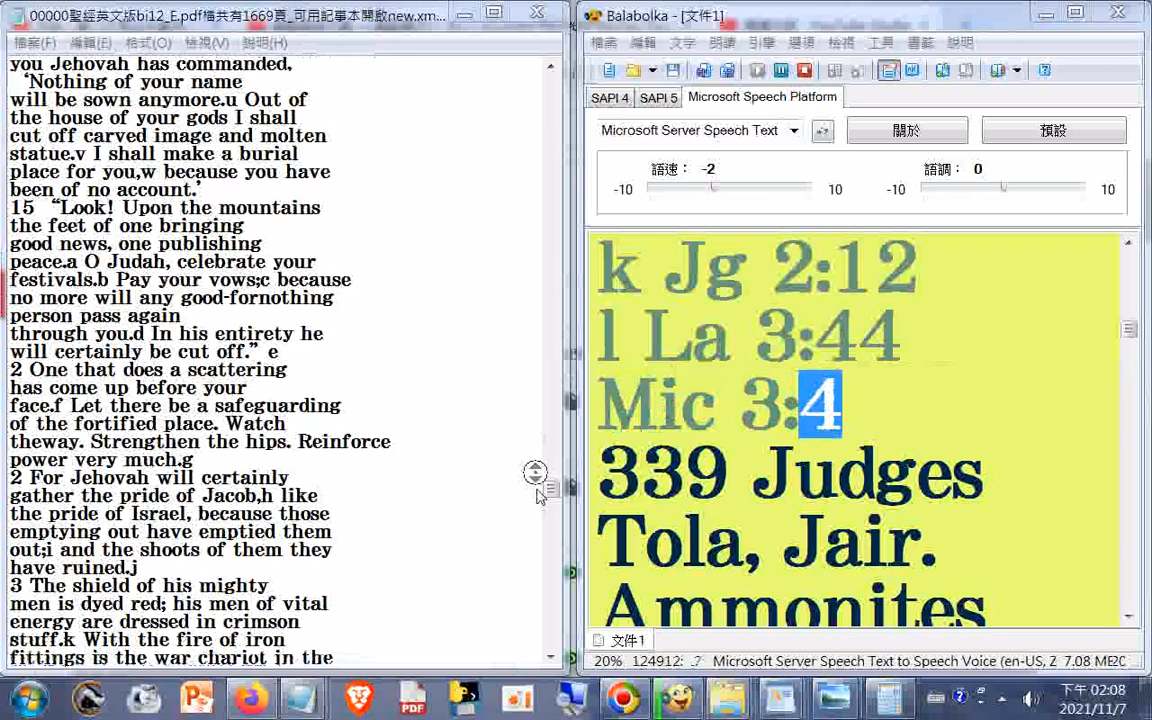 00000聖經英文版bi12_E.pdf檔共有1669頁_可用記事本開啟new.xm...
檔案(F) 編輯(E) 格式(O) 檢視(V) 說明(H)
you Jehovah has commanded,
‘Nothing of your name
will be sown anymore.u Out of
the house of your gods I shall
cut off carved image and molten
statue.v I shall make a burial
place for you,w because you have
been of no account.’
15 “Look! Upon the mountains
the feet of one bringing
good news, one publishing
peace.a O Judah, celebrate your
festivals.b Pay your vows;c because
no more will any good-fornothing
person pass again
through you.d In his entirety he
will certainly be cut off.” e
2 One that does a scattering
has come up before your
face.f Let there be a safeguarding
of the fortified place. Watch
theway. Strengthen the hips. Reinforce
power very much.g
2 For Jehovah will certainly
gather the pride of Jacob,h like
the pride of Israel, because those
emptying out have emptied them
out;i and the shoots of them they
have ruined.j
3 The shield of his mighty
men is dyed red; his men of vital
energy are dressed in crimson
stuff.k With the fire of iron
fittings is the war chariot in the
Balabolka - [文件1]
檔案 編輯 文字 朗讀 引擎 選項 檢視 工具 書籤 說明
SAPI 4 SAPI 5 Microsoft Speech Platform
Microsoft Server Speech Text 關於 預設
語速： -2 語調： 0
-10 10 -10 10
k Jg 2:12
l La 3:44
Mic 3:4
339 Judges
Tola, Jair.
Ammonites
文件1
20% 124912: .? Microsoft Server Speech Text to Speech Voice (en-US, Z 7.08 ME
PDF
下午 02:08
2021/11/7